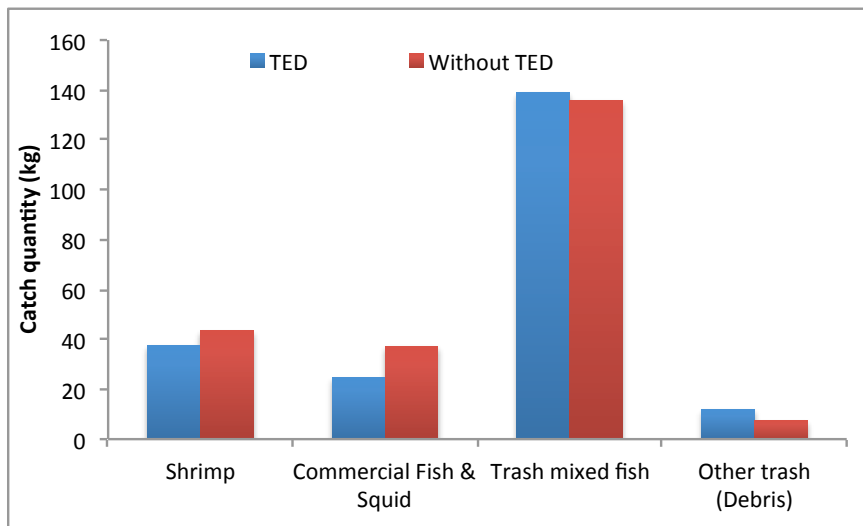 160
140
120
100
80
60
40
20
0
Catch quantity (kg)
TED
Without TED
Shrimp
Commercial Fish &
Squid
Trash mixed fish
Other trash
(Debris)